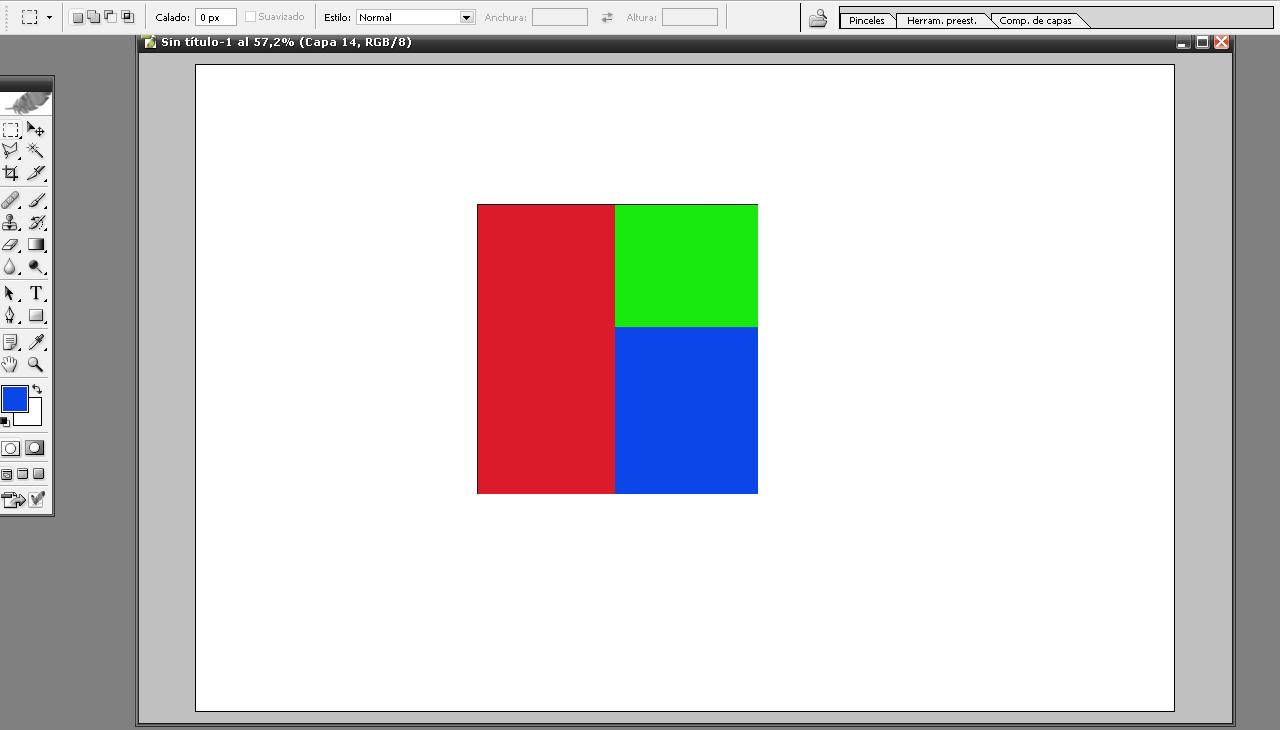 Calado: 0 px Suavizado Estilo: Normal Anchura: Altura: Pinceles Herram. preest. Comp. de capas
Sin título-1 al 57,2% (Capa 14, RGB/8)
T